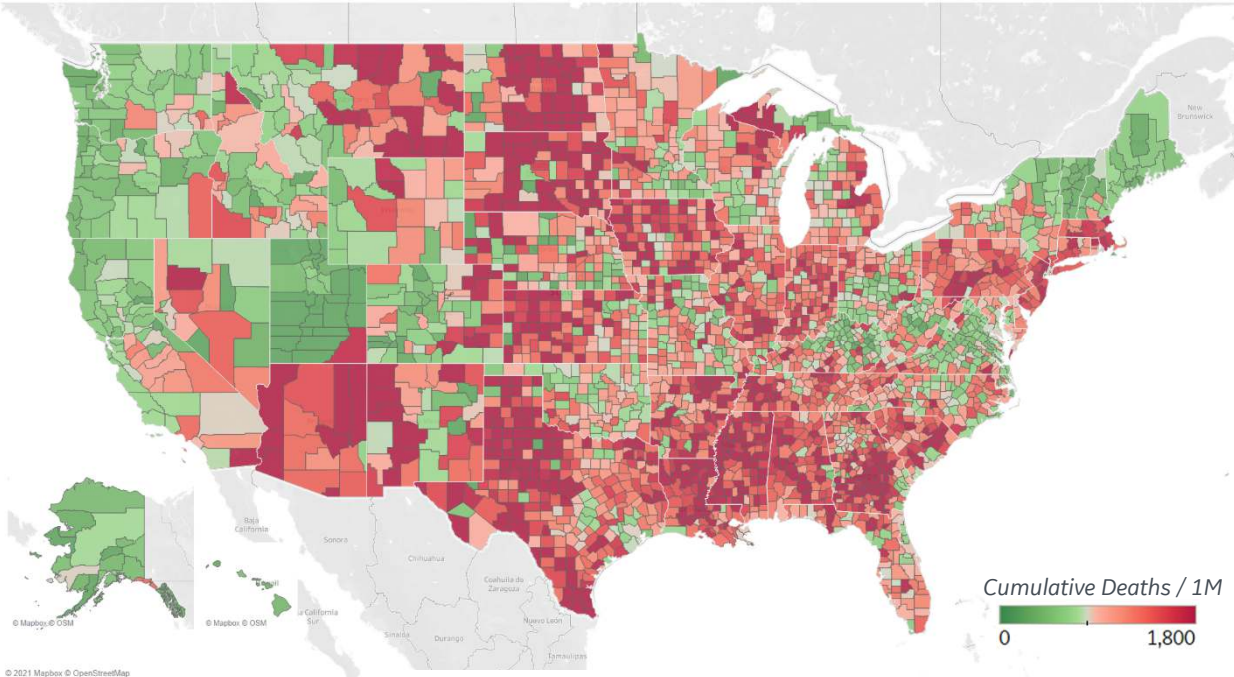 New
Brunswick
Baja
California
Sonora
Chihuahua
Coahuila de
Zaragoza
Nuevo León
Sinaloa
Durango
Tamaulipas
a California
Sur
© Mapbox © OSM
© Mapbox © OSM
Cumulative Deaths / 1M
0
1,800
© 2021 Mapbox © OpenStreetMap